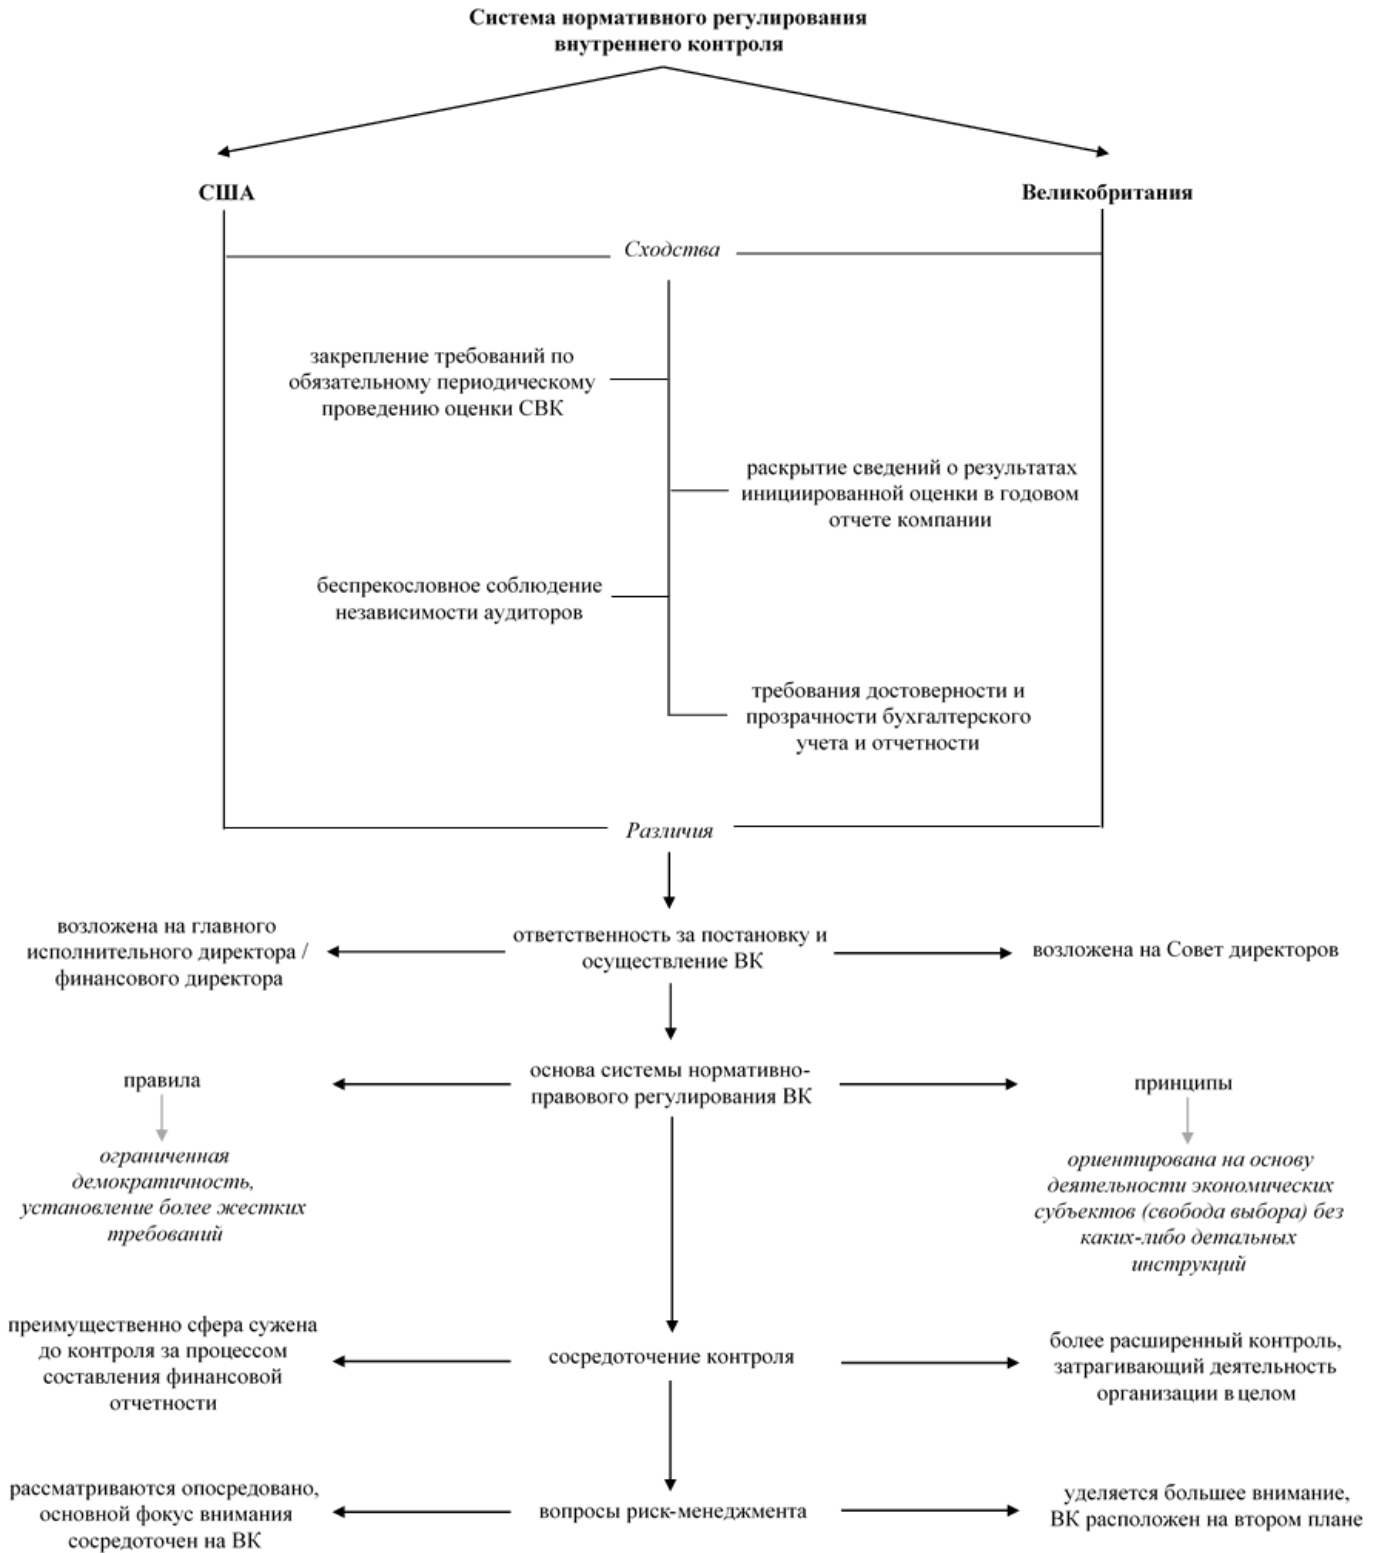 Система нормативного регулирования
внутреннего контроля
США
Великобритания
Сходства
закрепление требований по
обязательному периодическому
проведению оценки СВК
раскрытие сведений о результатах
инициированной оценки в годовом
отчете компании
беспрекословное соблюдение
независимости аудиторов
требования достоверности и
прозрачности бухгалтерского
учета и отчетности
Различия
возложена на главного
исполнительного директора /
финансового директора
ответственность за постановку и
осуществление ВК
возложена на Совет директоров
правила
основа системы нормативно-
правового регулирования ВК
принципы
ограниченная
демократичность,
установление более жестких
требований
ориентирована на основу
деятельности экономических
субъектов (свобода выбора) без
каких-либо детальных
инструкций
преимущественно сфера сужена
до контроля за процессом
составления финансовой
отчетности
сосредоточение контроля
более расширенный контроль,
затрагивающий деятельность
организации в целом
рассматриваются опосредовано,
основной фокус внимания
сосредоточен на ВК
вопросы риск-менеджмента
уделяется большее внимание,
ВК расположен на втором плане